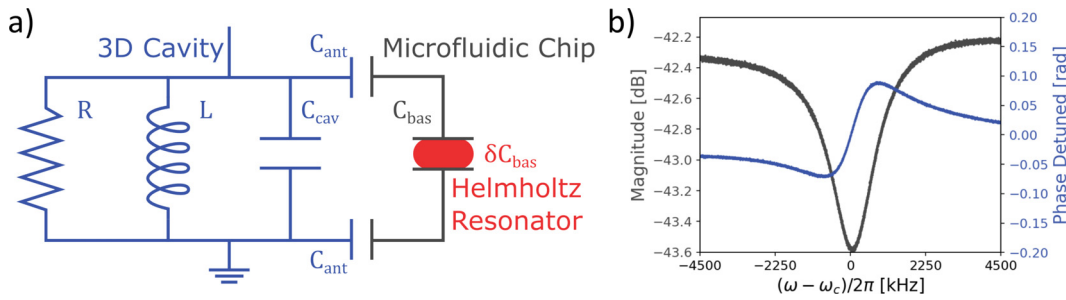 a)
3D Cavity
C_ant
Microfluidic Chip
R
L
C_cav
C_bas
δC_bas
Helmholtz
Resonator
C_ant
b)
Magnitude [dB]
−42.2
−42.4
−42.6
−42.8
−43.0
−43.2
−43.4
−43.6
−4500
−2250
0
2250
4500
(ω − ω_c)/2π [kHz]
0.20
0.15
0.10
0.05
0.00
−0.05
−0.10
−0.15
−0.20
Phase Detuned [rad]